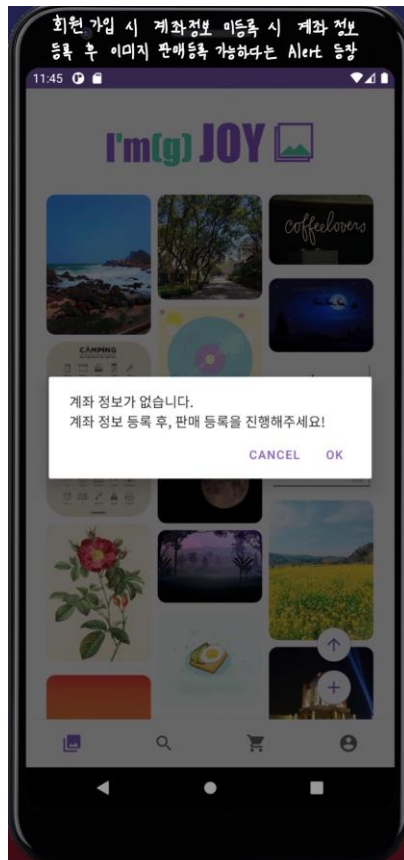 회원 가입 시 계좌정보 미등록 시 계좌 정보
등록 후 이미지 판매등록 가능하다는 Alert 등장
11:45
I'm(g) JOY
coffeelovers
CAMPING
계좌 정보가 없습니다.
계좌 정보 등록 후, 판매 등록을 진행해주세요!
CANCEL OK